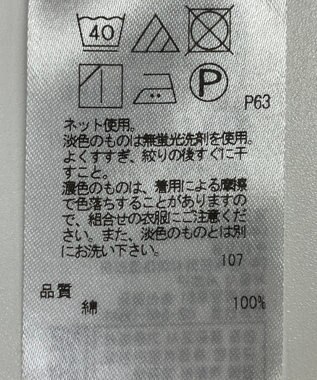 40
P
P63
ネット使用。
淡色のものは無蛍光洗剤を使用。
よくすすぎ、絞りの後すぐに干
すこと。
濃色のものは、着用による摩擦
で色落ちすることがありますの
で、組合せの衣服にご注意くだ
さい。また、淡色のものとは別
にお洗い下さい。
107
品質
綿 100%